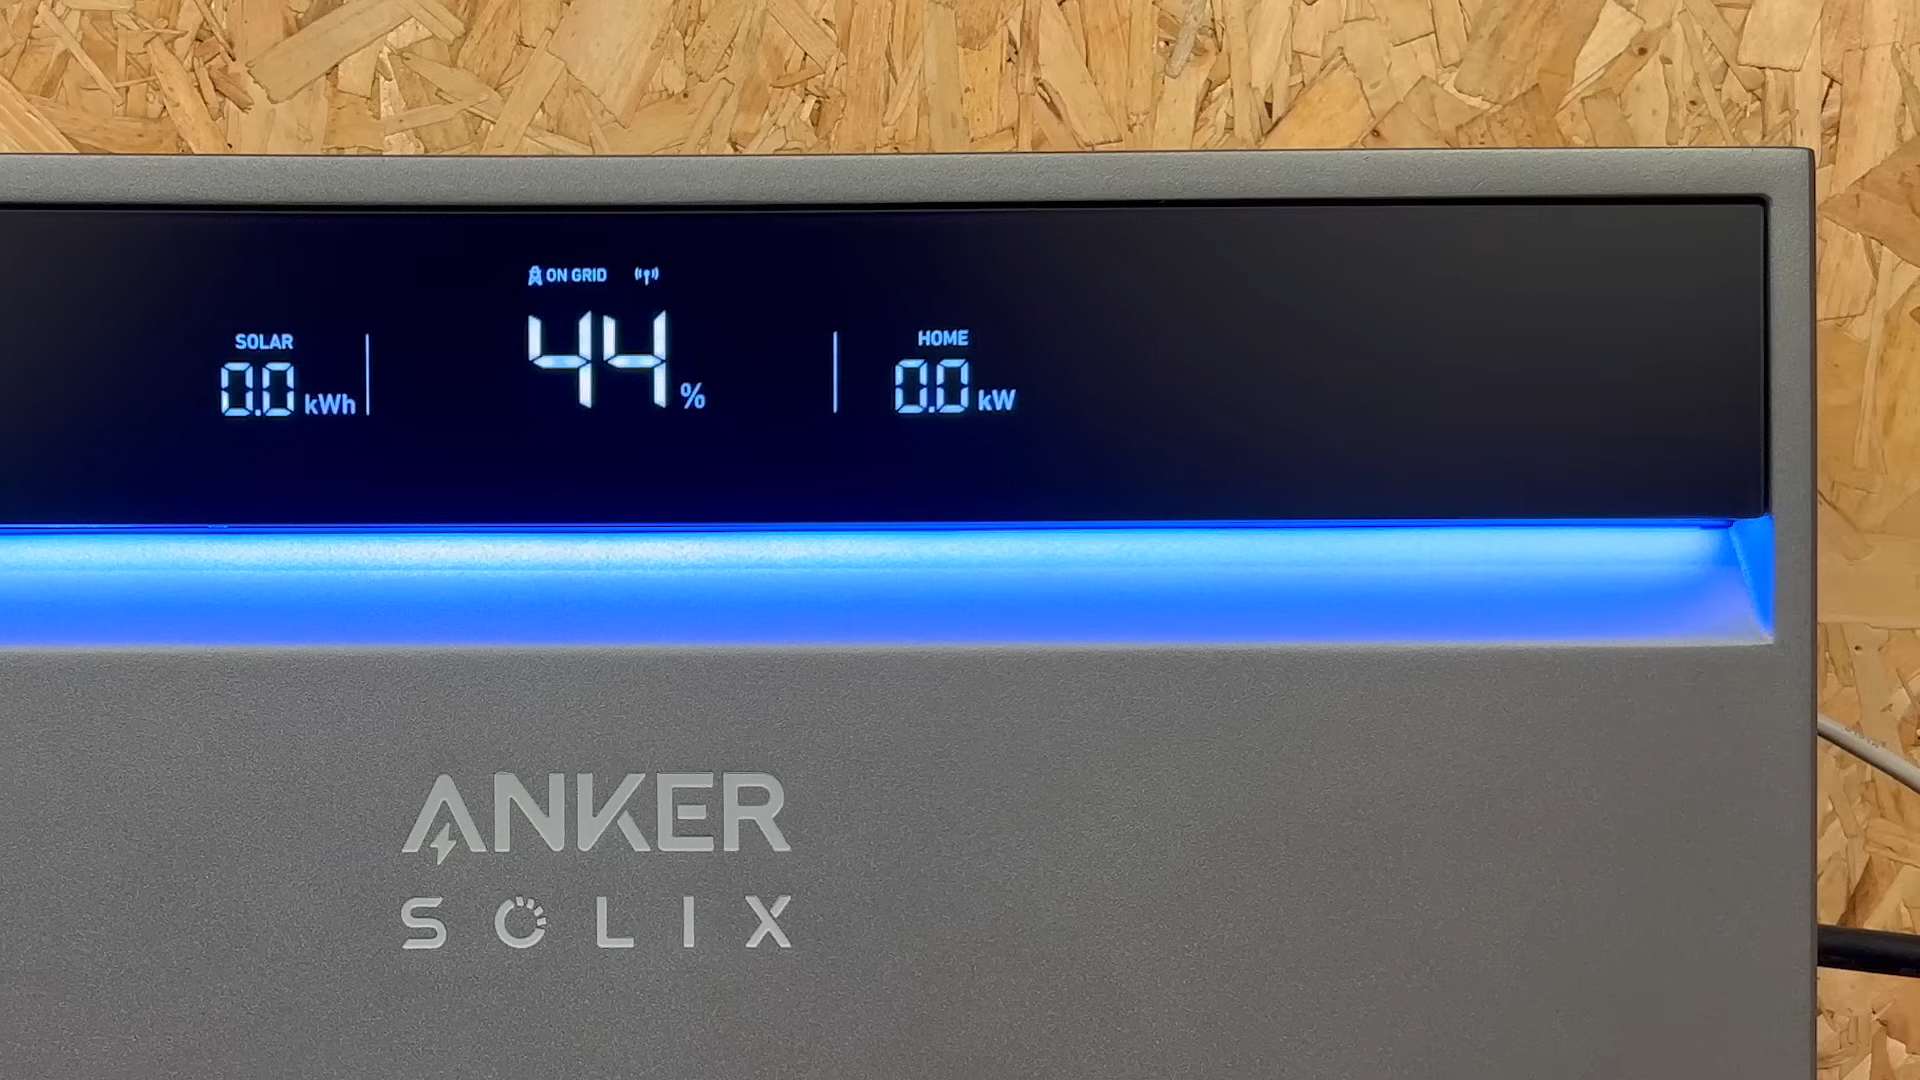 ON GRID
SOLAR
0.0 kWh
44 %
HOME
0.0 kW
ANKER
SOLIX